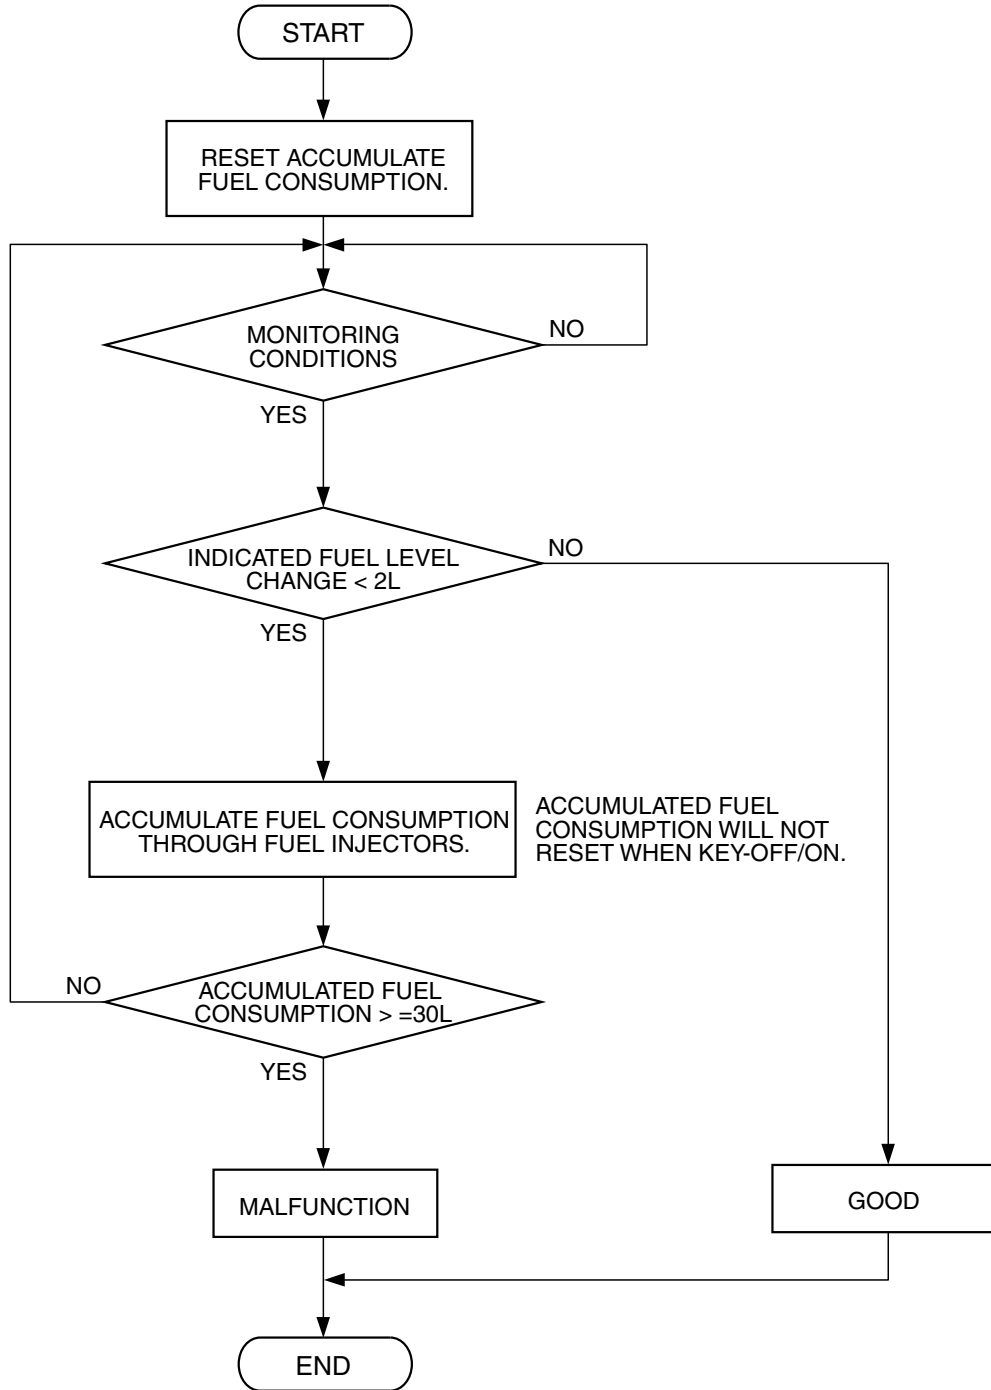 START
RESET ACCUMULATE
FUEL CONSUMPTION.
MONITORING
CONDITIONS
NO
YES
INDICATED FUEL LEVEL
CHANGE < 2L
NO
YES
ACCUMULATE FUEL CONSUMPTION
THROUGH FUEL INJECTORS.
ACCUMULATED FUEL
CONSUMPTION WILL NOT
RESET WHEN KEY-OFF/ON.
NO
ACCUMULATED FUEL
CONSUMPTION > =30L
YES
MALFUNCTION
GOOD
END